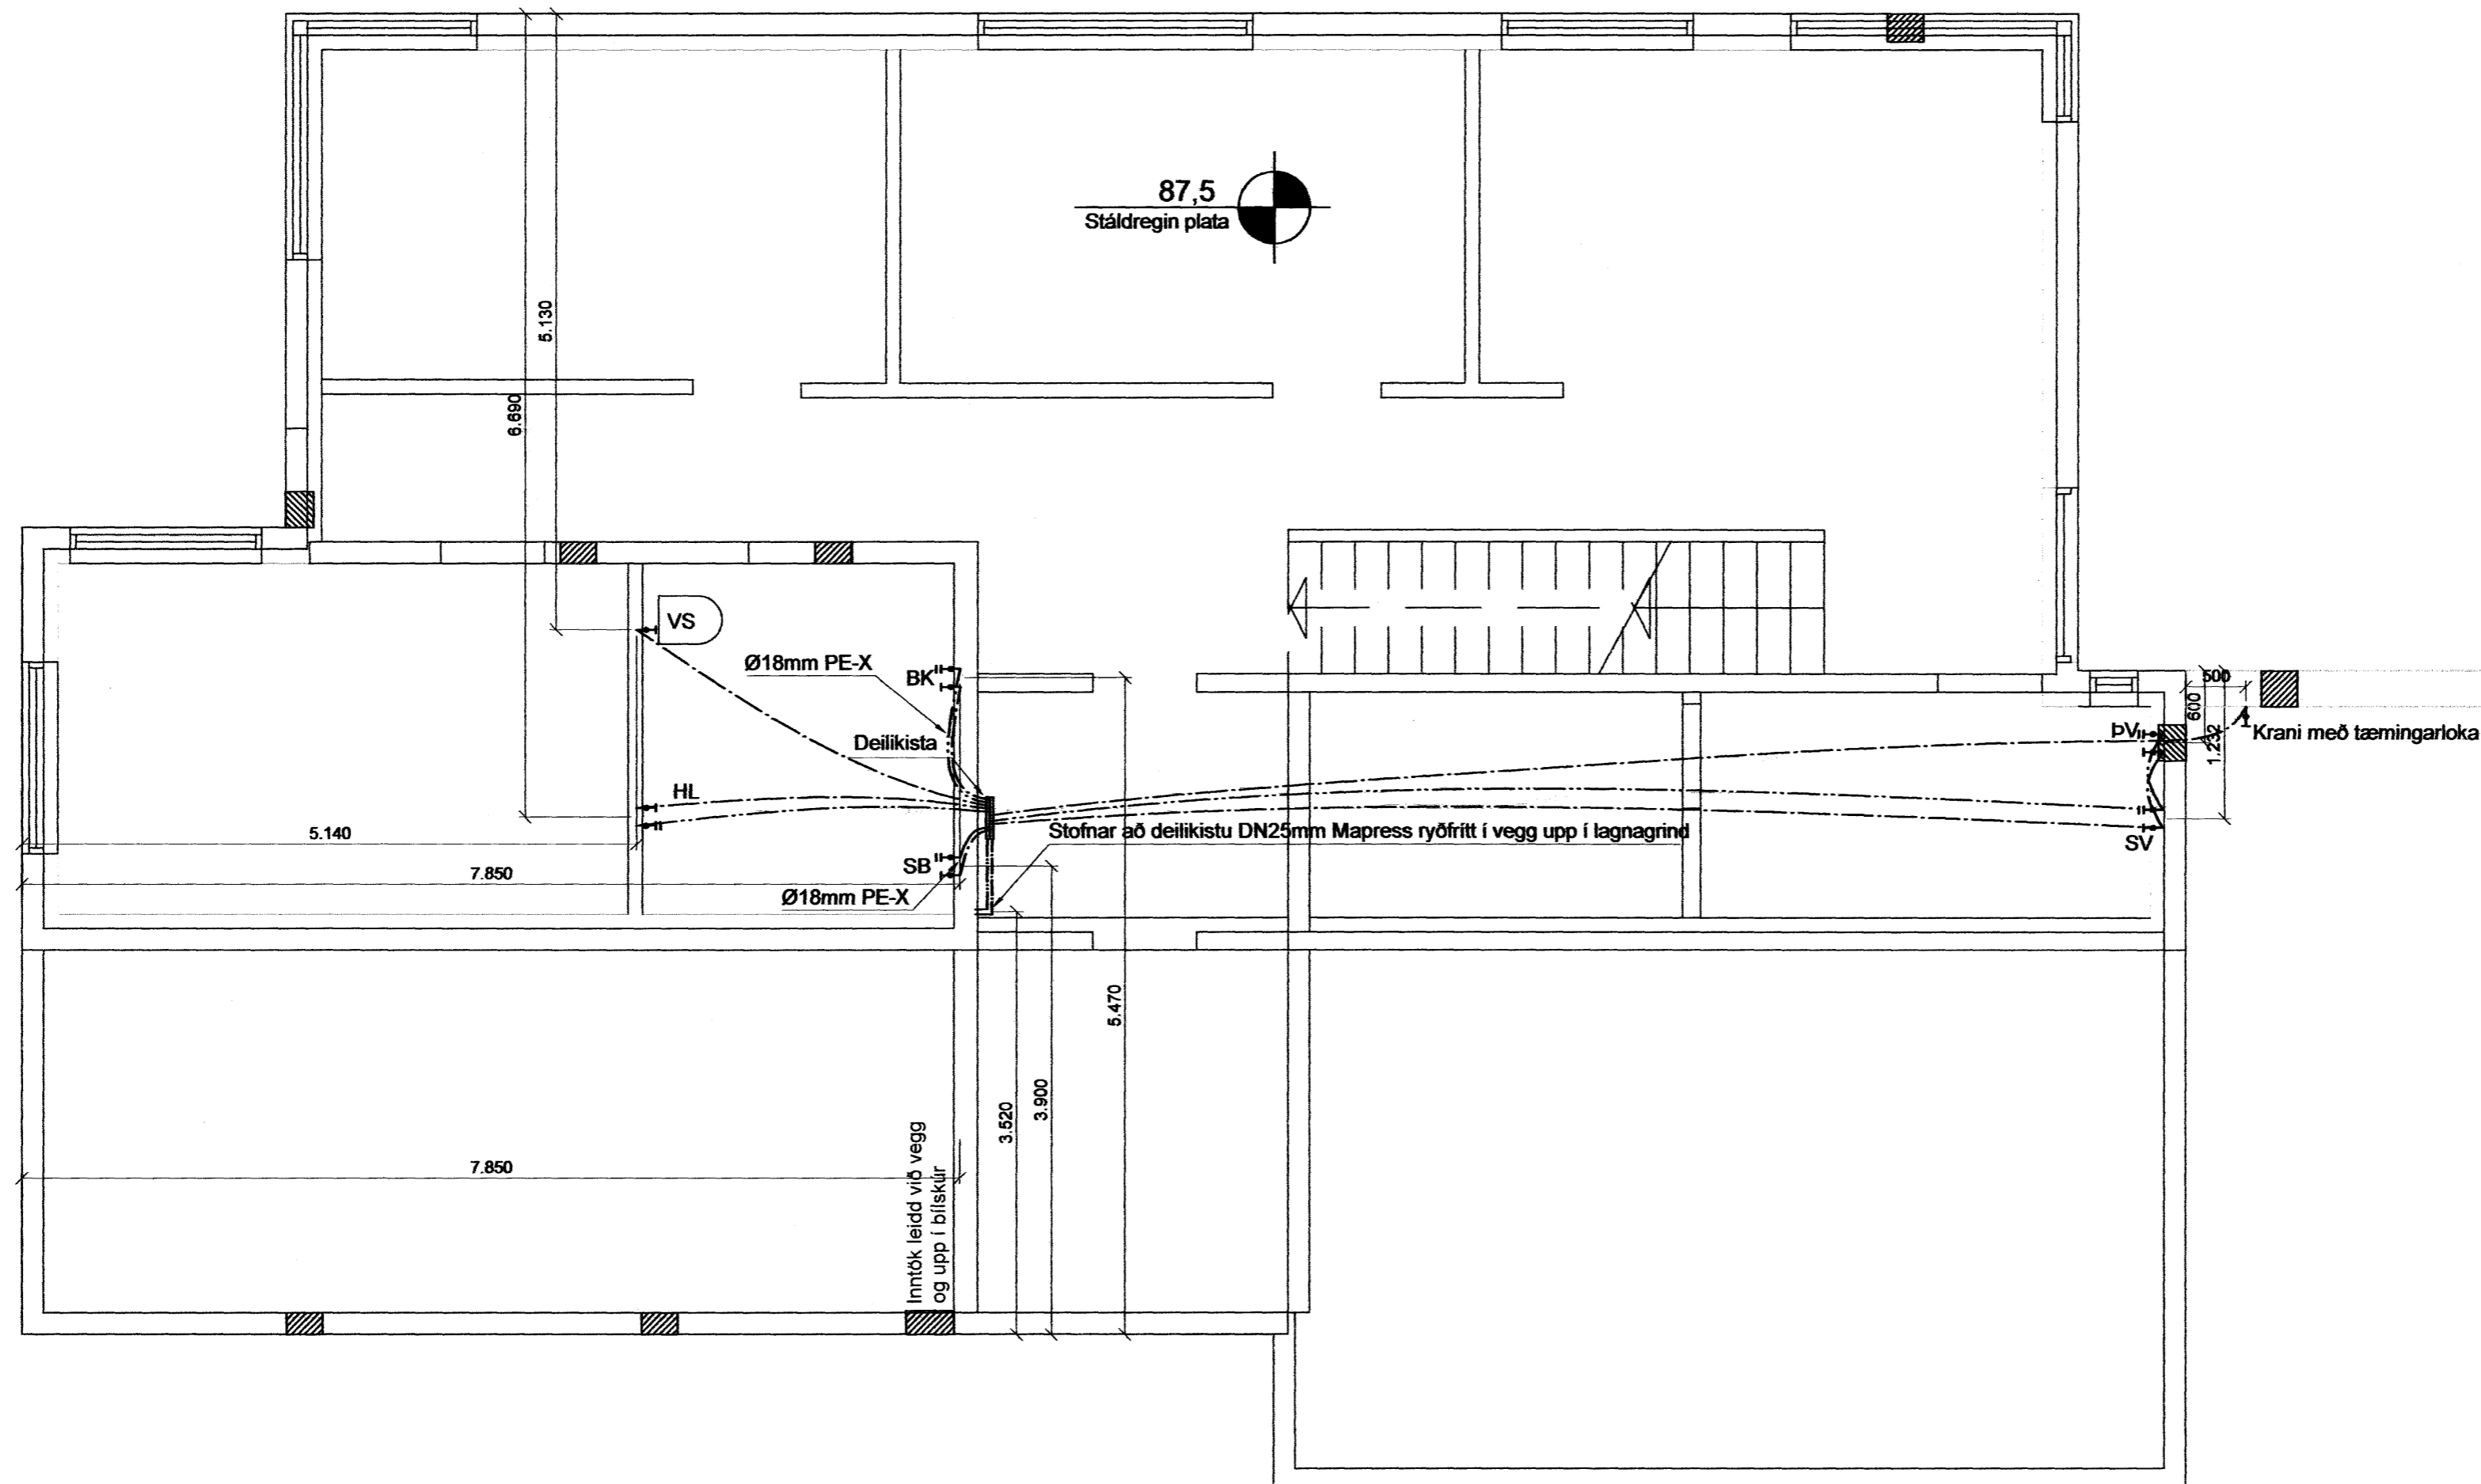 87,5
Stáldregin plata
5.130
6.690
VS
Ø18mm PE-X
BK
Deilikista
HL
5.140
7.850
SB
Ø18mm PE-X
Stofnar að deilikistu DN25mm Mapress ryðfrítt í vegg upp í lagnagrind
500
600
1.232
ÞV
Krani með tæmingarloka
SV
5.470
3.900
3.520
7.850
Inntök leidd við vegg
og upp í bílskúr